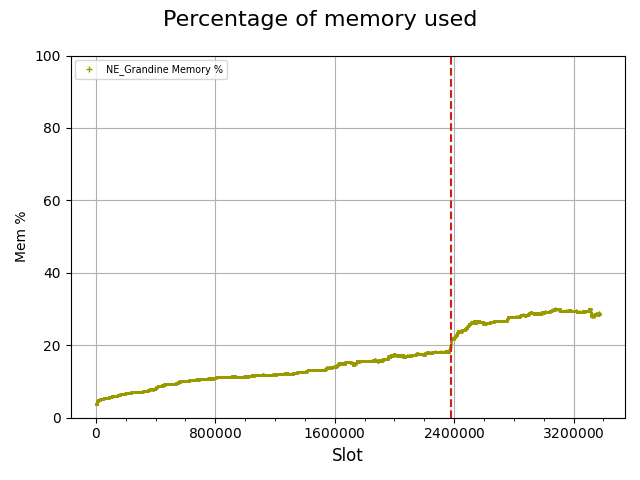 Percentage of memory used
NE_Grandine Memory %
100
80
60
40
20
0
Mem %
0 800000 1600000 2400000 3200000
Slot